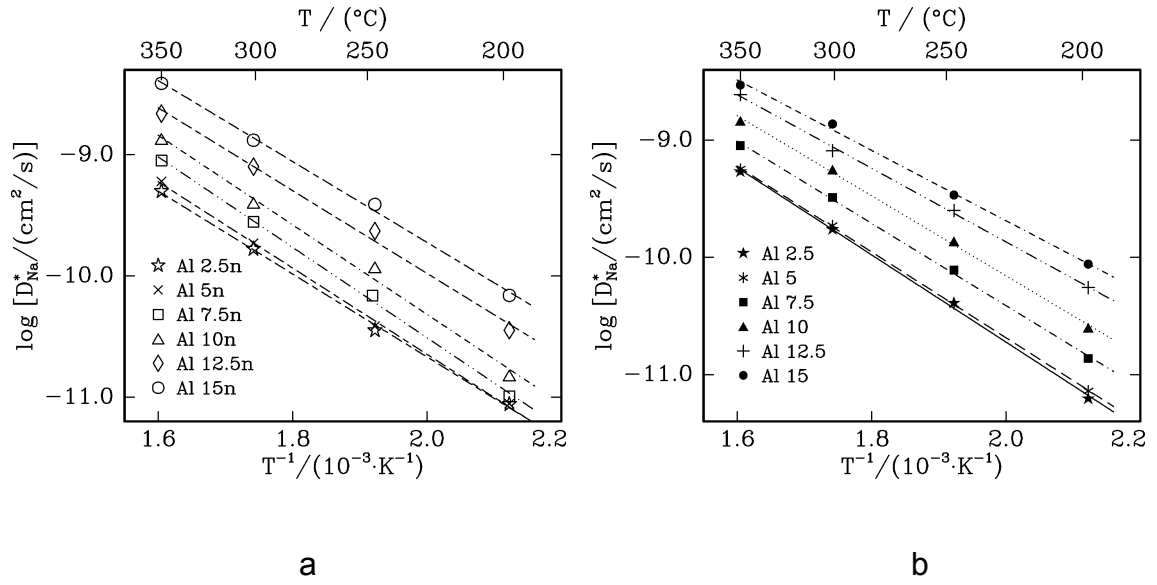 T / (°C)
350 300 250 200
log [D*Na/(cm²/s)]
−9.0
−10.0
−11.0
Al 2.5n
Al 5n
Al 7.5n
Al 10n
Al 12.5n
Al 15n
1.6 1.8 2.0 2.2
T⁻¹/(10⁻³·K⁻¹)
a
T / (°C)
350 300 250 200
log [D*Na/(cm²/s)]
−9.0
−10.0
−11.0
Al 2.5
Al 5
Al 7.5
Al 10
Al 12.5
Al 15
1.6 1.8 2.0 2.2
T⁻¹/(10⁻³·K⁻¹)
b